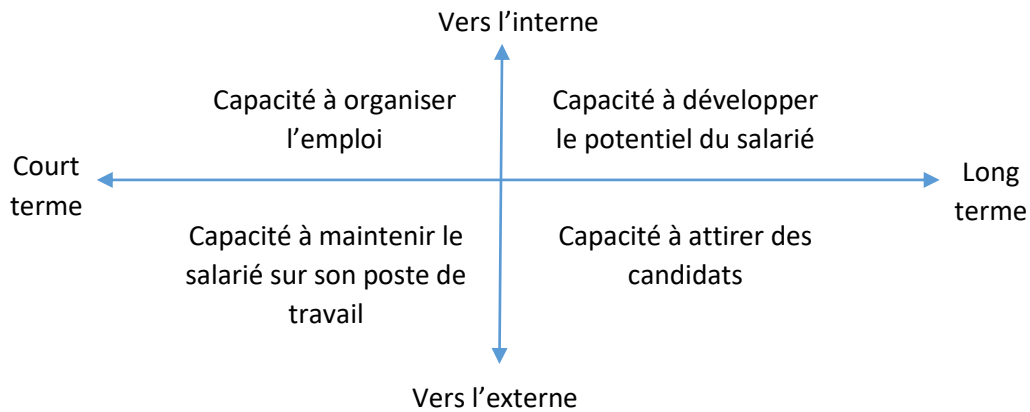 Vers l’interne
Capacité à organiser
l’emploi
Capacité à développer
le potentiel du salarié
Court
terme
Long
terme
Capacité à maintenir le
salarié sur son poste de
travail
Capacité à attirer des
candidats
Vers l’externe